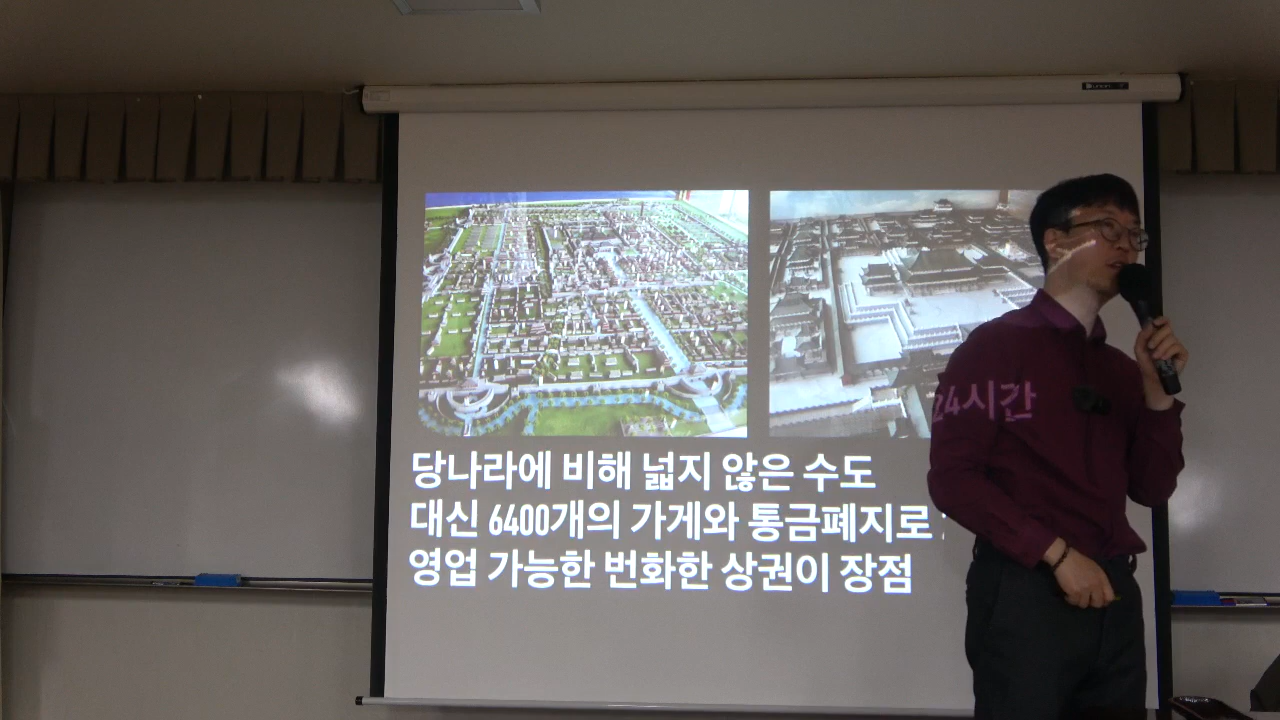 당나라에 비해 넓지 않은 수도
대신 6400개의 가게와 통금폐지로 24시간
영업 가능한 번화한 상권이 장점